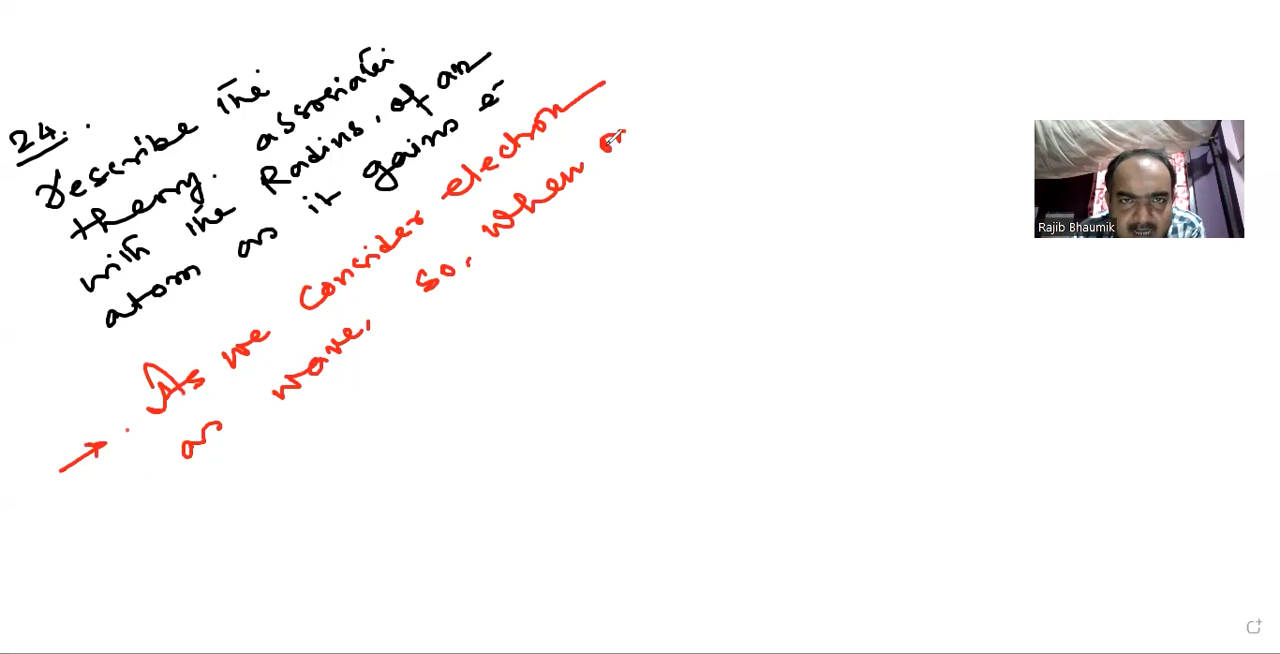 24.
Describe the
theory. associated
with the Radius, of an
atom as it gains e-
→ . As we consider electron
as wave, so, when
Rajib Bhaumik